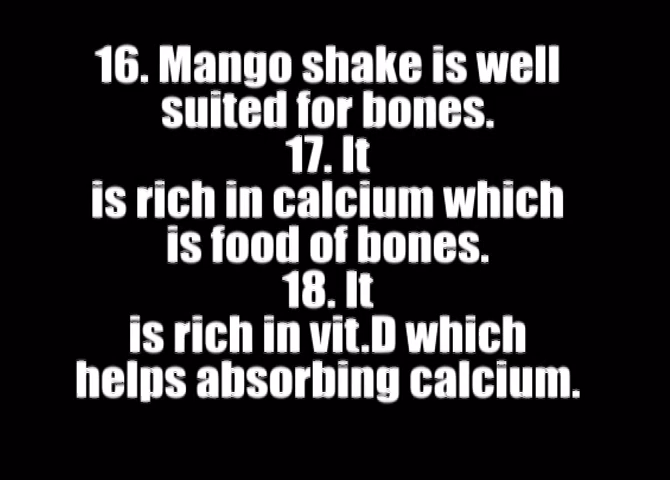 16. Mango shake is well
suited for bones.
17. It
is rich in calcium which
is food of bones.
18. It
is rich in vit.D which
helps absorbing calcium.